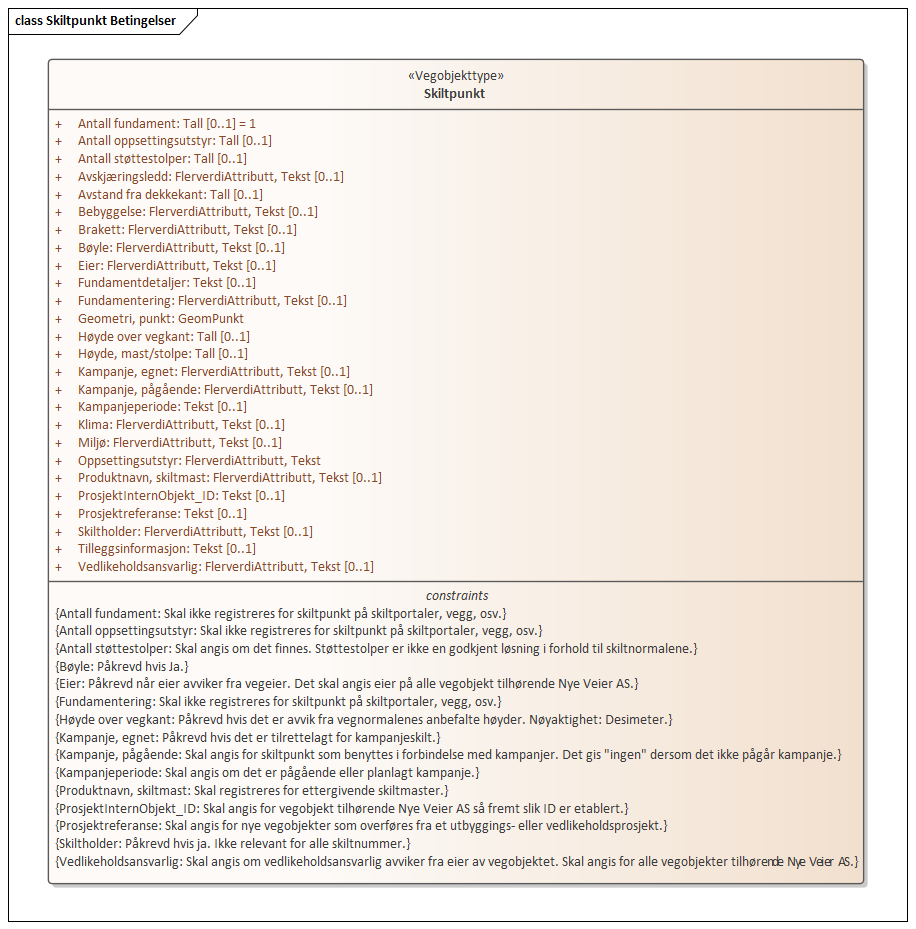 class Skiltpunkt Betingelser
«Vegobjekttype»
Skiltpunkt
+ Antall fundament: Tall [0..1] = 1
+ Antall oppsettingsutstyr: Tall [0..1]
+ Antall støttestolper: Tall [0..1]
+ Avskjæringsledd: FlerverdiAttributt, Tekst [0..1]
+ Avstand fra dekkekant: Tall [0..1]
+ Bebyggelse: FlerverdiAttributt, Tekst [0..1]
+ Brakett: FlerverdiAttributt, Tekst [0..1]
+ Bøyle: FlerverdiAttributt, Tekst [0..1]
+ Eier: FlerverdiAttributt, Tekst [0..1]
+ Fundamentdetaljer: Tekst [0..1]
+ Fundamentering: FlerverdiAttributt, Tekst [0..1]
+ Geometri, punkt: GeomPunkt
+ Høyde over vegkant: Tall [0..1]
+ Høyde, mast/stolpe: Tall [0..1]
+ Kampanje, egnet: FlerverdiAttributt, Tekst [0..1]
+ Kampanje, pågående: FlerverdiAttributt, Tekst [0..1]
+ Kampanjeperiode: Tekst [0..1]
+ Klima: FlerverdiAttributt, Tekst [0..1]
+ Miljø: FlerverdiAttributt, Tekst [0..1]
+ Oppsettingsutstyr: FlerverdiAttributt, Tekst
+ Produktnavn, skiltmast: FlerverdiAttributt, Tekst [0..1]
+ ProsjektInternObjekt_ID: Tekst [0..1]
+ Prosjektreferanse: Tekst [0..1]
+ Skiltholder: FlerverdiAttributt, Tekst [0..1]
+ Tilleggsinformasjon: Tekst [0..1]
+ Vedlikeholdsansvarlig: FlerverdiAttributt, Tekst [0..1]
constraints
{Antall fundament: Skal ikke registreres for skiltpunkt på skiltportaler, vegg, osv.}
{Antall oppsettingsutstyr: Skal ikke registreres for skiltpunkt på skiltportaler, vegg, osv.}
{Antall støttestolper: Skal angis om det finnes. Støttestolper er ikke en godkjent løsning i forhold til skiltnormalene.}
{Bøyle: Påkrevd hvis Ja.}
{Eier: Påkrevd når eier avviker fra vegeier. Det skal angis eier på alle vegobjekt tilhørende Nye Veier AS.}
{Fundamentering: Skal ikke registreres for skiltpunkt på skiltportaler, vegg, osv.}
{Høyde over vegkant: Påkrevd hvis det er avvik fra vegnormalenes anbefalte høyder. Nøyaktighet: Desimeter.}
{Kampanje, egnet: Påkrevd hvis det er tilrettelagt for kampanjeskilt.}
{Kampanje, pågående: Skal angis for skiltpunkt som benyttes i forbindelse med kampanjer. Det gis "ingen" dersom det ikke pågår kampanje.}
{Kampanjeperiode: Skal angis om det er pågående eller planlagt kampanje.}
{Produktnavn, skiltmast: Skal registreres for ettergivende skiltmaster.}
{ProsjektInternObjekt_ID: Skal angis for vegobjekt tilhørende Nye Veier AS så fremt slik ID er etablert.}
{Prosjektreferanse: Skal angis for nye vegobjekter som overføres fra et utbyggings- eller vedlikeholdsprosjekt.}
{Skiltholder: Påkrevd hvis ja. Ikke relevant for alle skiltnummer.}
{Vedlikeholdsansvarlig: Skal angis om vedlikeholdsansvarlig avviker fra eier av vegobjektet. Skal angis for alle vegobjekter tilhørende Nye Veier AS.}